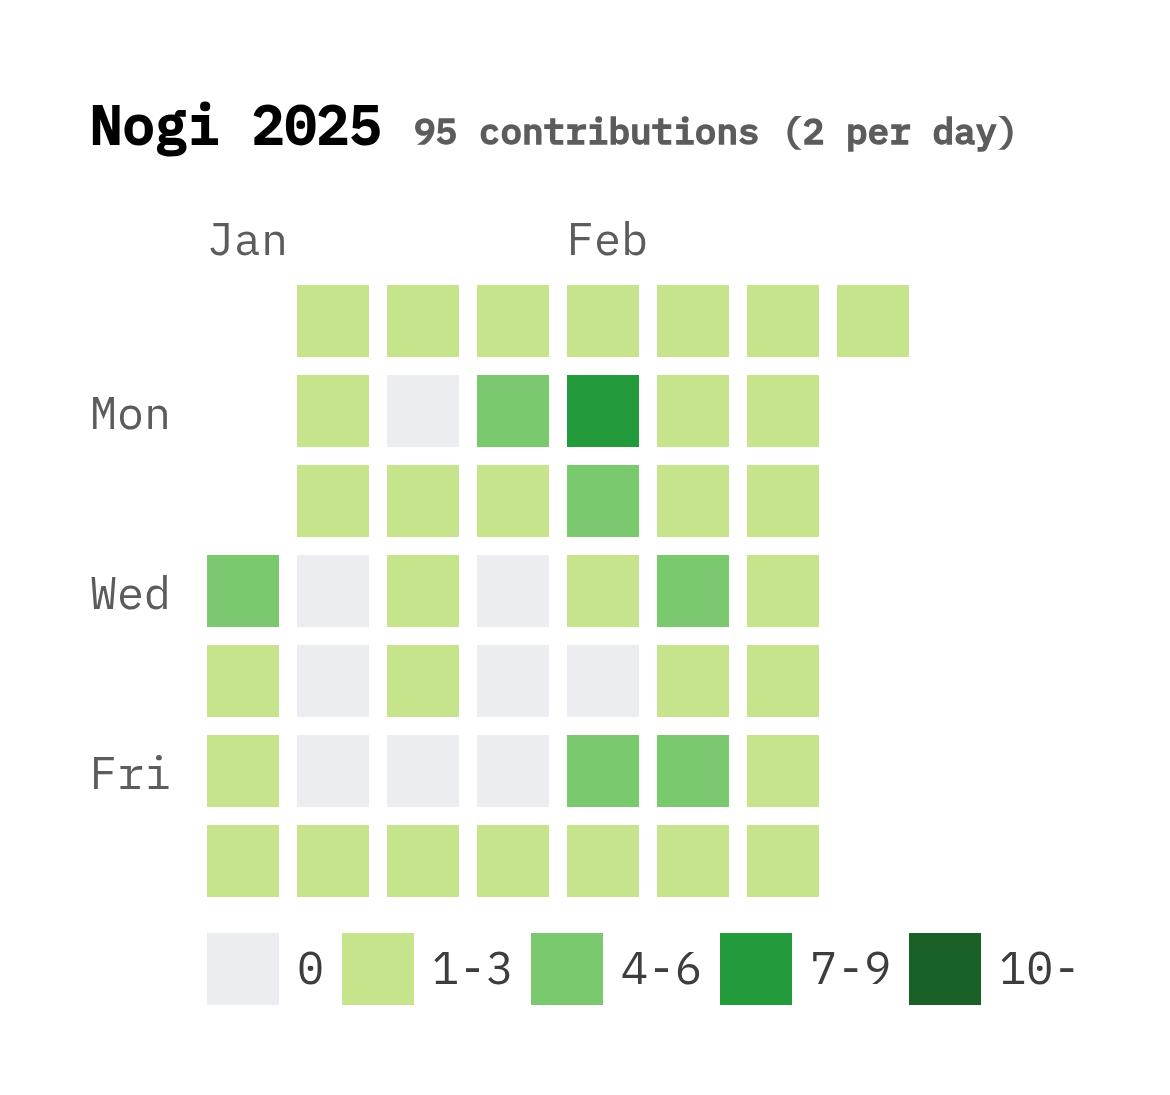 Nogi 2025 95 contributions (2 per day)
Jan Feb
Mon
Wed
Fri
0 1-3 4-6 7-9 10-